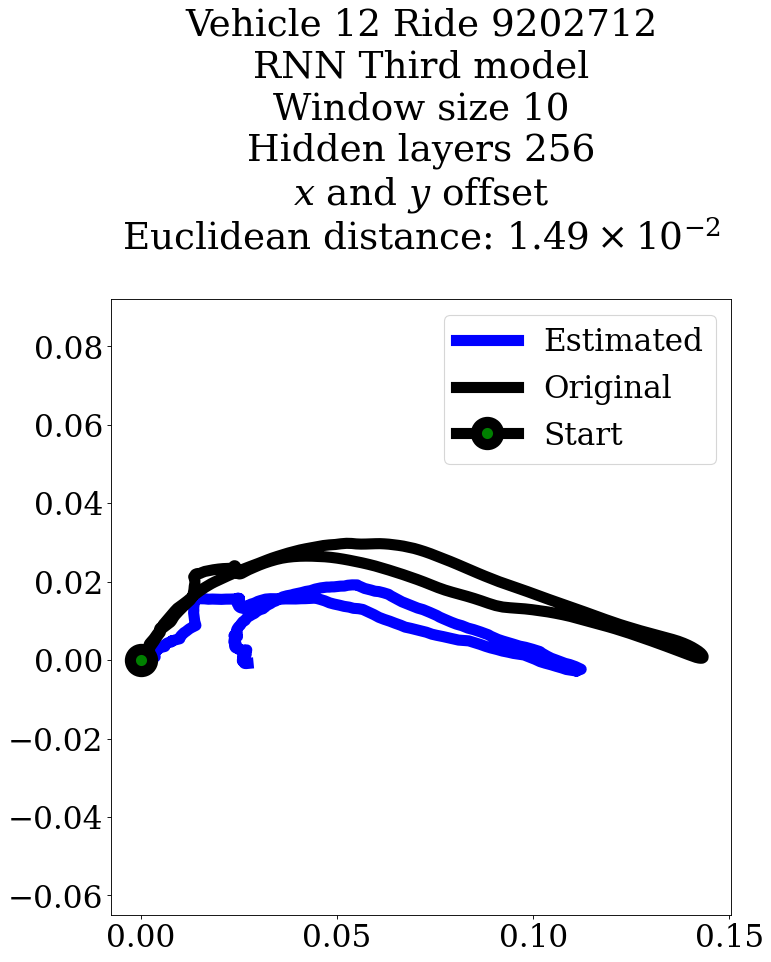 Vehicle 12 Ride 9202712
RNN Third model
Window size 10
Hidden layers 256
x and y offset
Euclidean distance: 1.49 × 10⁻²
Estimated
Original
Start
0.08
0.06
0.04
0.02
0.00
−0.02
−0.04
−0.06
0.00 0.05 0.10 0.15